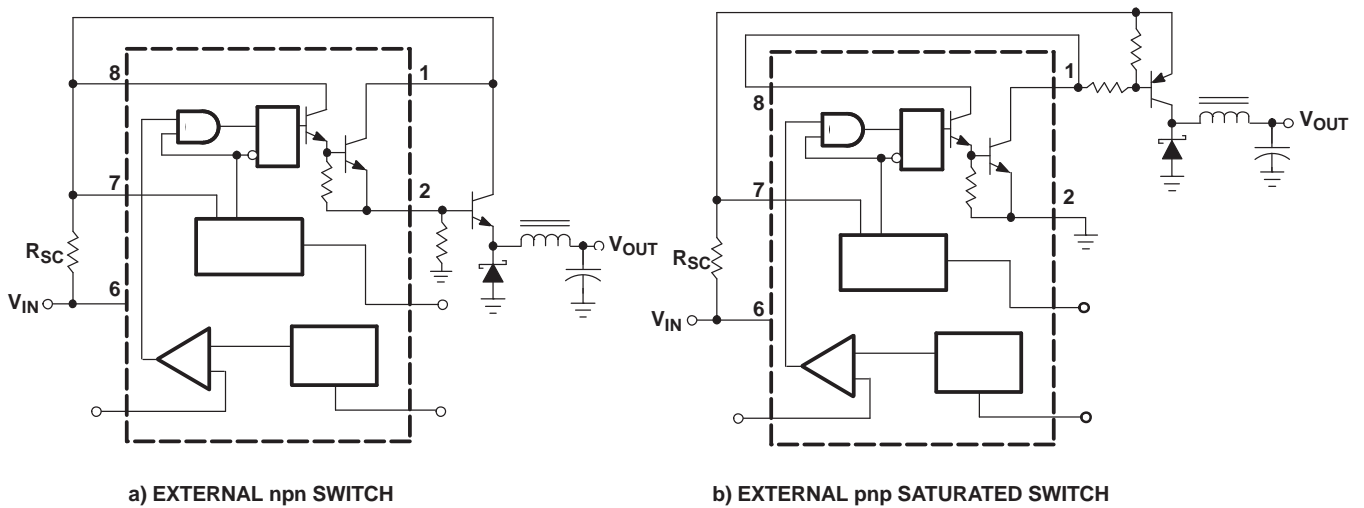 8
1
7
2
RSC
VIN
6
VOUT
a) EXTERNAL npn SWITCH
1
8
7
2
RSC
VIN
6
VOUT
b) EXTERNAL pnp SATURATED SWITCH